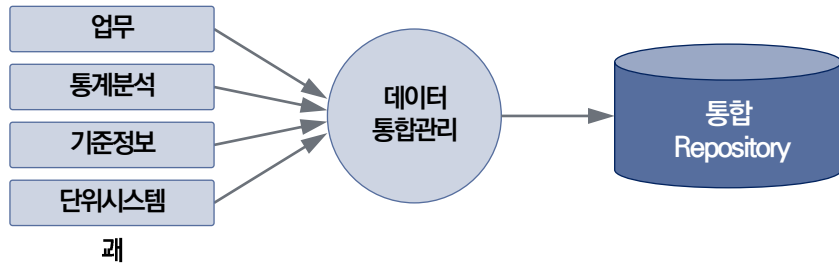 업무
통계분석
기준정보
단위시스템
괘
데이터
통합관리
통합
Repository